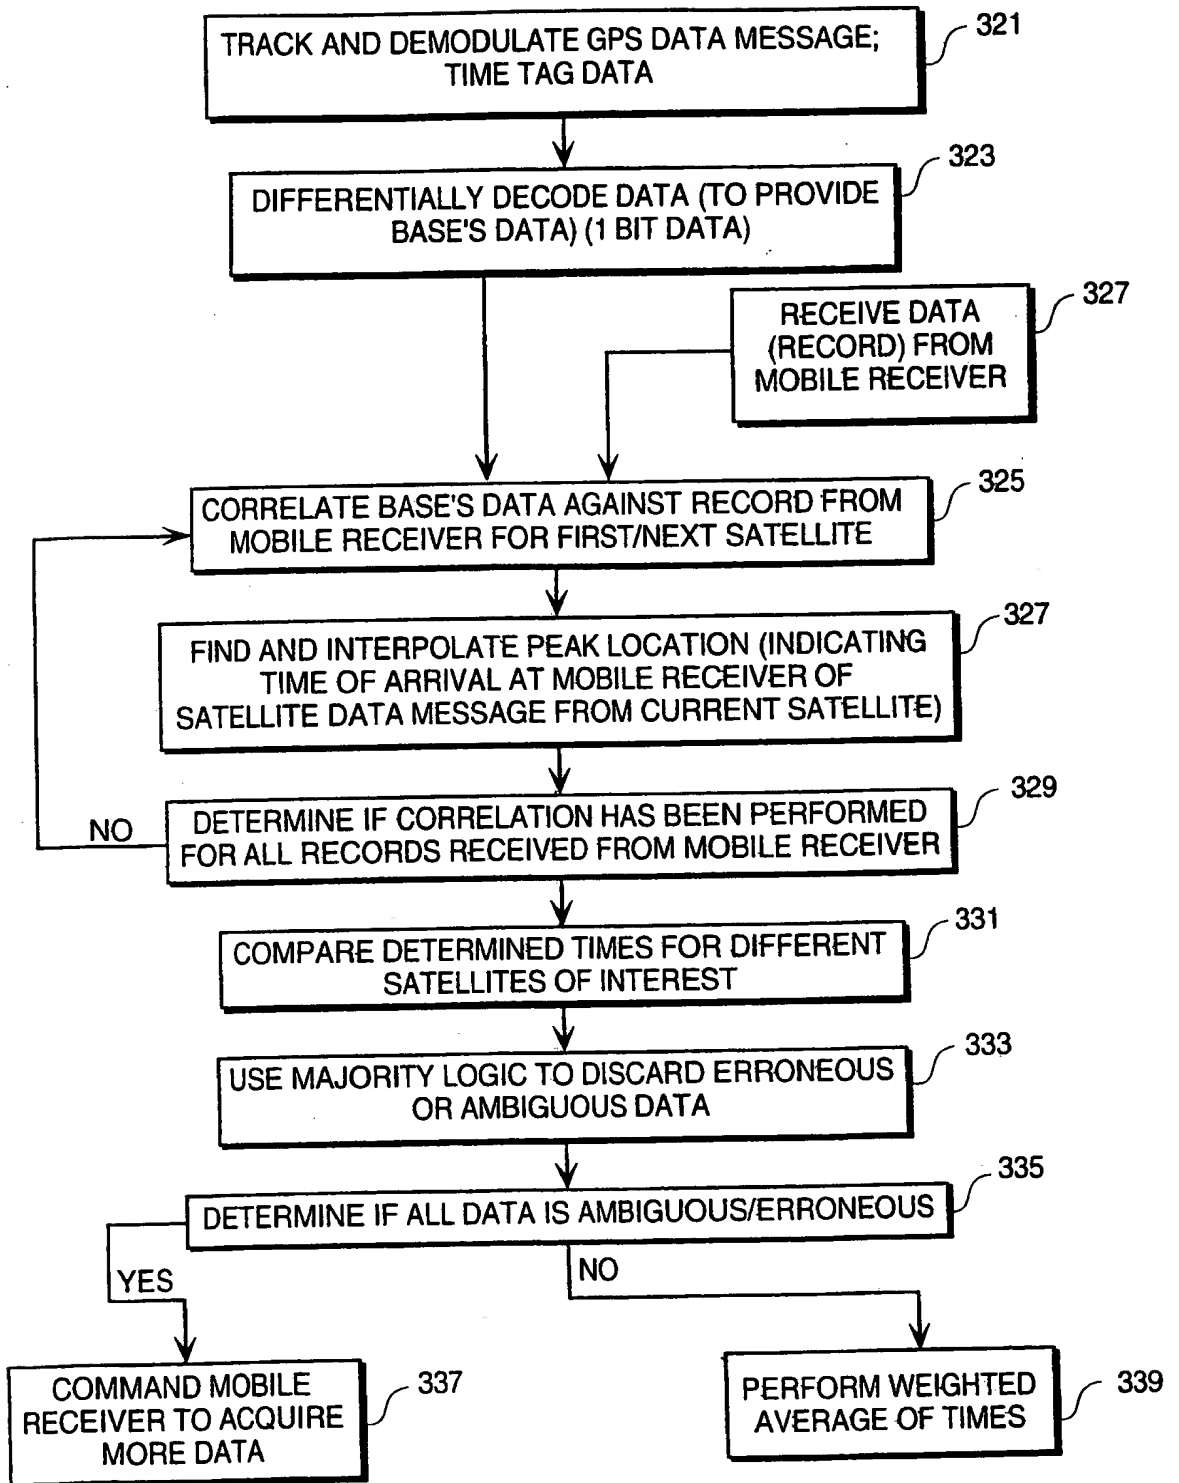 TRACK AND DEMODULATE GPS DATA MESSAGE;
TIME TAG DATA
321
DIFFERENTIALLY DECODE DATA (TO PROVIDE
BASE'S DATA) (1 BIT DATA)
323
RECEIVE DATA
(RECORD) FROM
MOBILE RECEIVER
327
CORRELATE BASE'S DATA AGAINST RECORD FROM
MOBILE RECEIVER FOR FIRST/NEXT SATELLITE
325
FIND AND INTERPOLATE PEAK LOCATION (INDICATING
TIME OF ARRIVAL AT MOBILE RECEIVER OF
SATELLITE DATA MESSAGE FROM CURRENT SATELLITE)
327
NO
DETERMINE IF CORRELATION HAS BEEN PERFORMED
FOR ALL RECORDS RECEIVED FROM MOBILE RECEIVER
329
COMPARE DETERMINED TIMES FOR DIFFERENT
SATELLITES OF INTEREST
331
USE MAJORITY LOGIC TO DISCARD ERRONEOUS
OR AMBIGUOUS DATA
333
DETERMINE IF ALL DATA IS AMBIGUOUS/ERRONEOUS
335
YES
NO
COMMAND MOBILE
RECEIVER TO ACQUIRE
MORE DATA
337
PERFORM WEIGHTED
AVERAGE OF TIMES
339